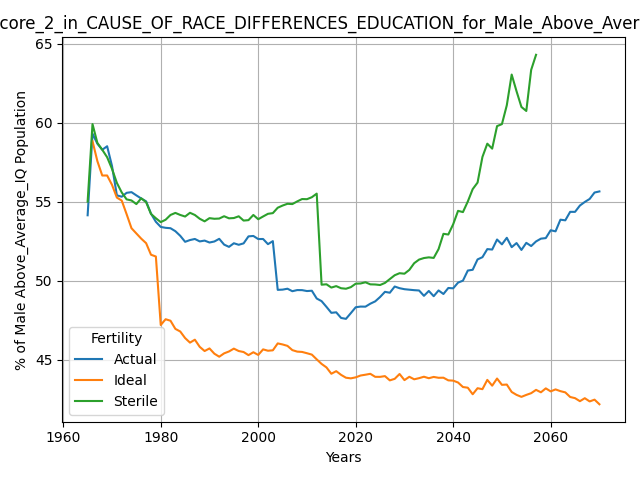 core_2_in_CAUSE_OF_RACE_DIFFERENCES_EDUCATION_for_Male_Above_Aver
% of Male Above_Average_IQ Population
65
60
55
50
45
Fertility
Actual
Ideal
Sterile
1960 1980 2000 2020 2040 2060
Years